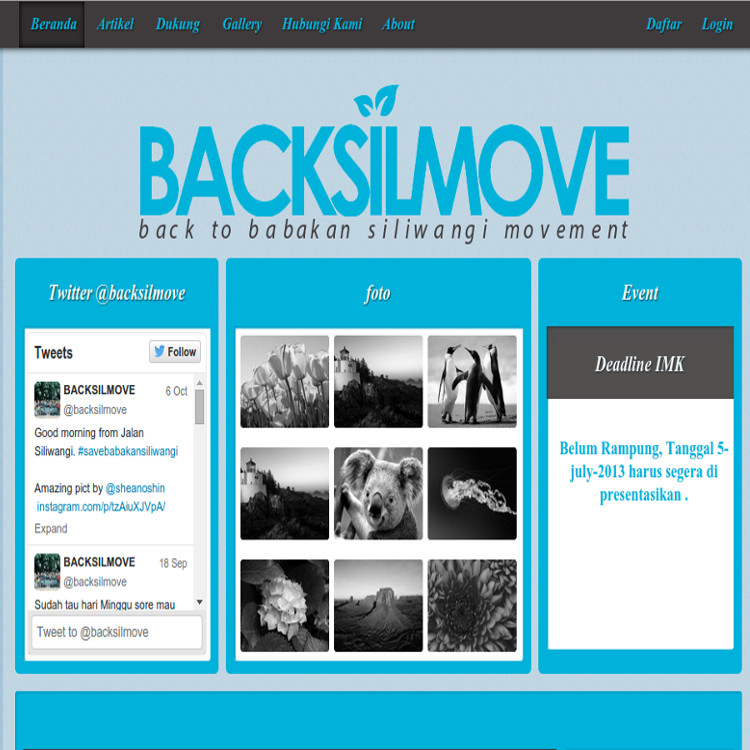 Beranda Artikel Dukung Gallery Hubungi Kami About Daftar Login
BACKSILMOVE
back to babakan siliwangi movement
Twitter @backsilmove
Tweets
Follow
BACKSILMOVE 6 Oct
@backsilmove
Good morning from Jalan
Siliwangi. #savebabakansiliwangi
Amazing pict by @sheanoshin
instagram.com/p/tzAiuXJVpA/
Expand
BACKSILMOVE 18 Sep
@backsilmove
Sudah tau hari Minggu sore mau
Tweet to @backsilmove
foto
Event
Deadline IMK
Belum Rampung, Tanggal 5-
july-2013 harus segera di
presentasikan .